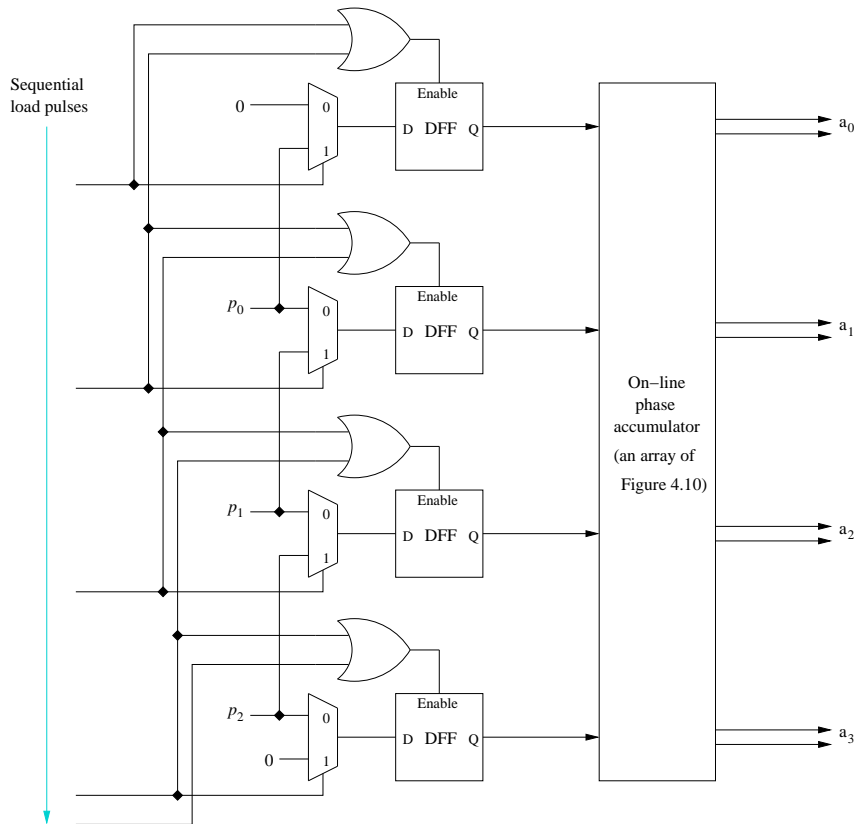 Sequential
load pulses
Enable
0
0
D DFF Q
1
a0
Enable
p0
0
D DFF Q
1
a1
On−line
phase
accumulator
(an array of
Figure 4.10)
Enable
p1
0
D DFF Q
1
a2
Enable
p2
0
D DFF Q
0
1
a3